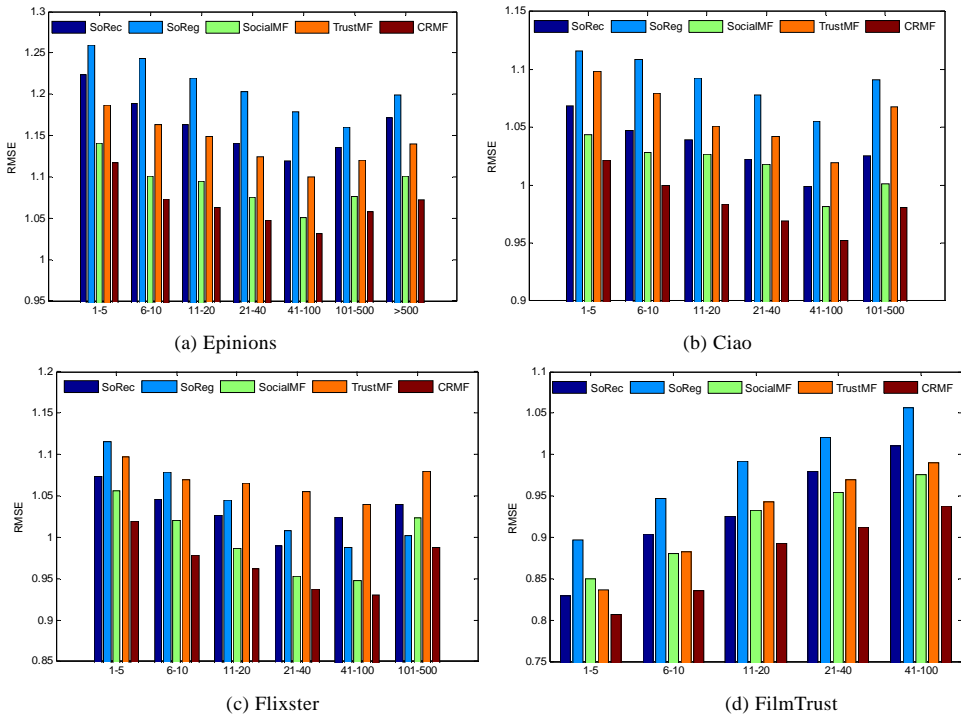 SoRec SoReg SocialMF TrustMF CRMF
1.3
1.25
1.2
1.15
1.1
1.05
1
0.95
RMSE
1-5 6-10 11-20 21-40 41-100 101-500 >500
(a) Epinions
SoRec SoReg SocialMF TrustMF CRMF
1.15
1.1
1.05
1
0.95
0.9
RMSE
1-5 6-10 11-20 21-40 41-100 101-500
(b) Ciao
SoRec SoReg SocialMF TrustMF CRMF
1.2
1.15
1.1
1.05
1
0.95
0.9
0.85
RMSE
1-5 6-10 11-20 21-40 41-100 101-500
(c) Flixster
SoRec SoReg SocialMF TrustMF CRMF
1.1
1.05
1
0.95
0.9
0.85
0.8
0.75
RMSE
1-5 6-10 11-20 21-40 41-100
(d) FilmTrust